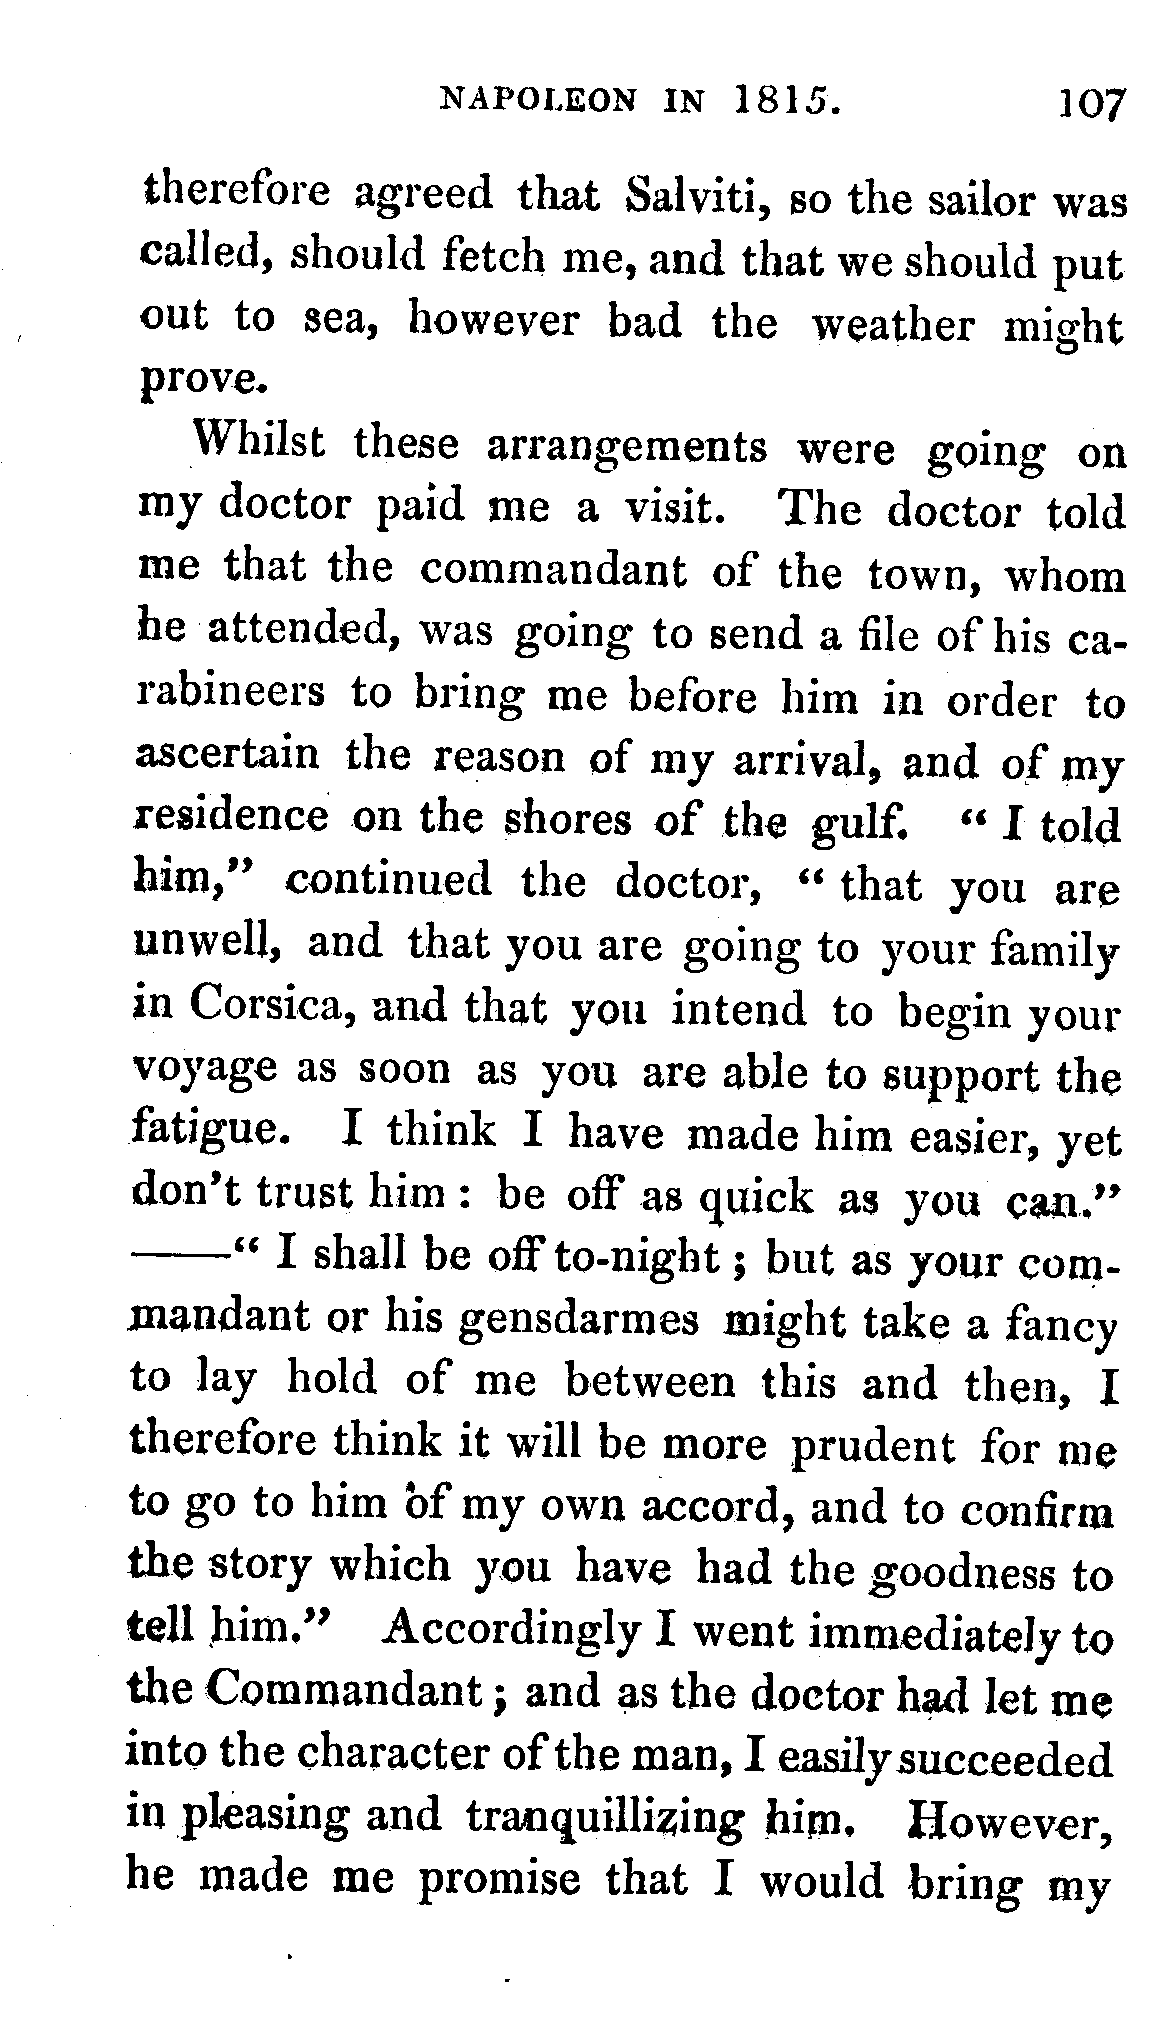 NAPOLEON IN 1815. 107
therefore agreed that Salviti, so the sailor was
called, should fetch me, and that we should put
out to sea, however bad the weather might
prove.
Whilst these arrangements were going on
my doctor paid me a visit. The doctor told
me that the commandant of the town, whom
he attended, was going to send a file of his ca-
rabineers to bring me before him in order to
ascertain the reason of my arrival, and of my
residence on the shores of the gulf. “ I told
him,” continued the doctor, “ that you are
unwell, and that you are going to your family
in Corsica, and that you intend to begin your
voyage as soon as you are able to support the
fatigue. I think I have made him easier, yet
don’t trust him : be off as quick as you can.”
——“ I shall be off to-night ; but as your com-
mandant or his gensdarmes might take a fancy
to lay hold of me between this and then, I
therefore think it will be more prudent for me
to go to him of my own accord, and to confirm
the story which you have had the goodness to
tell him.” Accordingly I went immediately to
the Commandant ; and as the doctor had let me
into the character of the man, I easily succeeded
in pleasing and tranquillizing him. However,
he made me promise that I would bring my